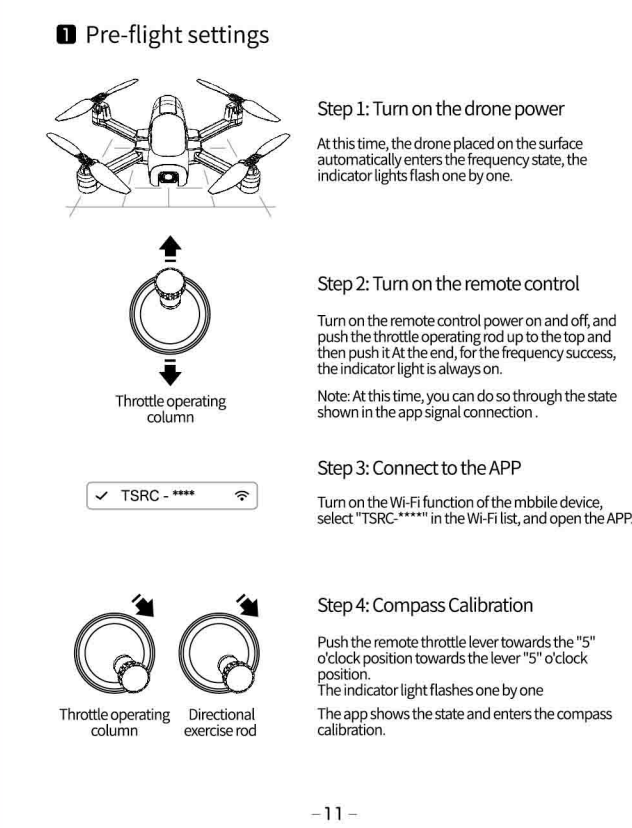 1 Pre-flight settings
Step 1: Turn on the drone power
At this time, the drone placed on the surface
automatically enters the frequency state, the
indicator lights flash one by one.
Step 2: Turn on the remote control
Turn on the remote control power on and off, and
push the throttle operating rod up to the top and
then push it At the end, for the frequency success,
the indicator light is always on.
Throttle operating
column
Note: At this time, you can do so through the state
shown in the app signal connection .
Step 3: Connect to the APP
TSRC - ****
Turn on the Wi-Fi function of the mbbile device,
select "TSRC-****" in the Wi-Fi list, and open the APP.
Step 4: Compass Calibration
Push the remote throttle lever towards the "5"
o'clock position towards the lever "5" o'clock
position.
The indicator light flashes one by one
Throttle operating
column
Directional
exercise rod
The app shows the state and enters the compass
calibration.
– 11 –